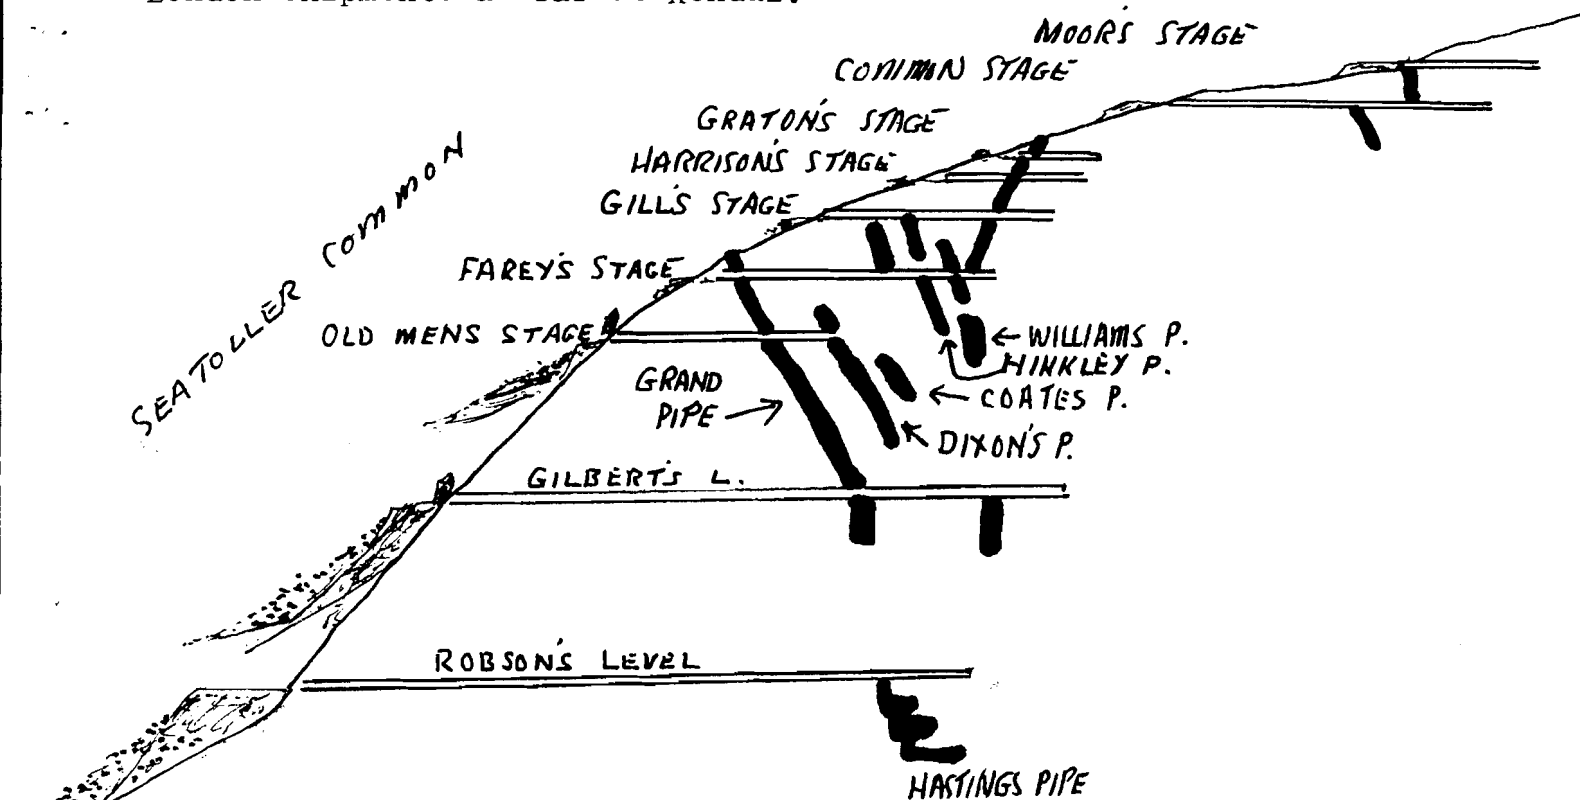 MOOR'S STAGE
COMMON STAGE
GRATON'S STAGE
HARRISON'S STAGE
GILL'S STAGE
SEATOLLER COMMON
FAREY'S STAGE
OLD MENS STAGE
WILLIAMS P.
HINKLEY P.
GRAND
PIPE
COATES P.
DIXON'S P.
GILBERT'S L.
ROBSON'S LEVEL
HASTINGS PIPE